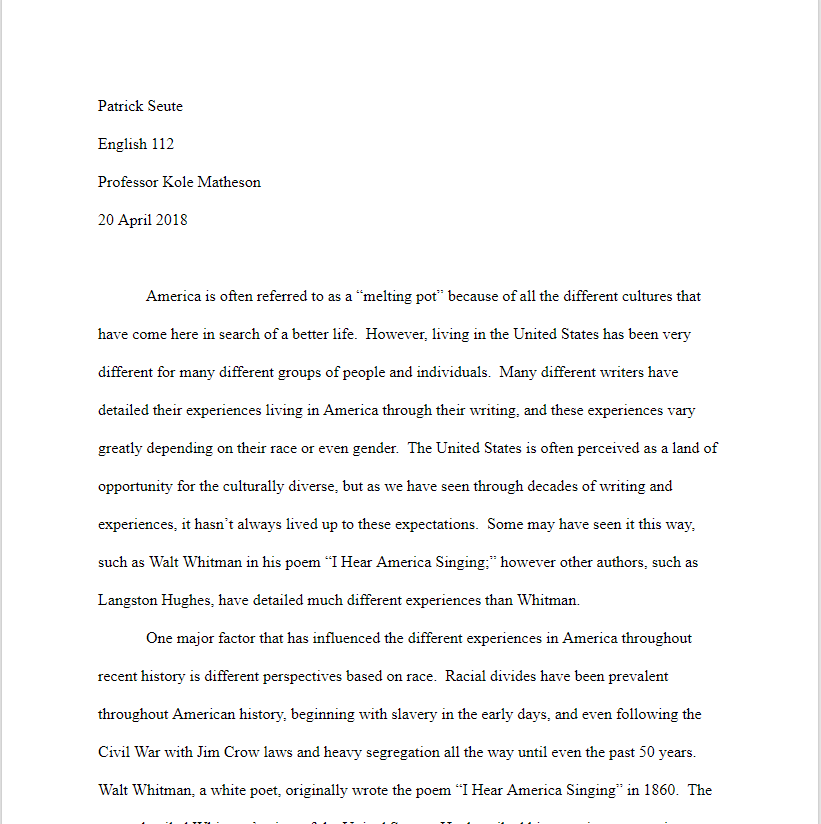 Patrick Seute
English 112
Professor Kole Matheson
20 April 2018
America is often referred to as a “melting pot” because of all the different cultures that
have come here in search of a better life.  However, living in the United States has been very
different for many different groups of people and individuals.  Many different writers have
detailed their experiences living in America through their writing, and these experiences vary
greatly depending on their race or even gender.  The United States is often perceived as a land of
opportunity for the culturally diverse, but as we have seen through decades of writing and
experiences, it hasn’t always lived up to these expectations.  Some may have seen it this way,
such as Walt Whitman in his poem “I Hear America Singing;” however other authors, such as
Langston Hughes, have detailed much different experiences than Whitman.
One major factor that has influenced the different experiences in America throughout
recent history is different perspectives based on race.  Racial divides have been prevalent
throughout American history, beginning with slavery in the early days, and even following the
Civil War with Jim Crow laws and heavy segregation all the way until even the past 50 years.
Walt Whitman, a white poet, originally wrote the poem “I Hear America Singing” in 1860.  The